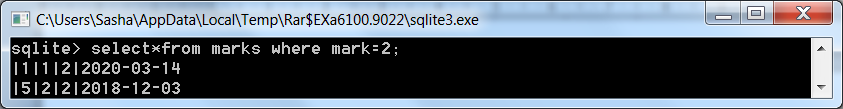 C:\Users\Sasha\AppData\Local\Temp\Rar$EXa6100.9022\sqlite3.exe
sqlite> select*from marks where mark=2;
|1|1|2|2020-03-14
|5|2|2|2018-12-03